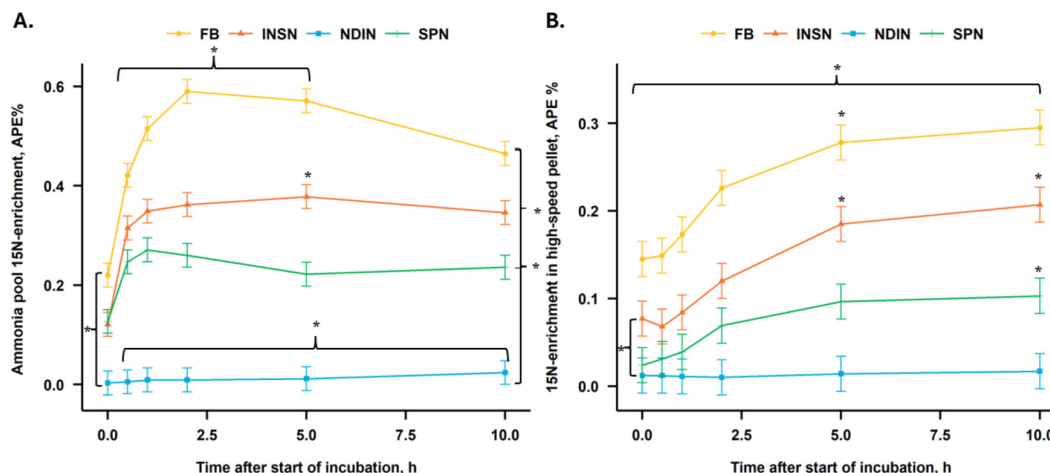 A.
FB INSN NDIN SPN
*
0.6
0.4
0.2
0.0
Ammonia pool 15N-enrichment, APE%
*
*
*
*
*
0.0 2.5 5.0 7.5 10.0
Time after start of incubation, h
B.
FB INSN NDIN SPN
*
0.3
0.2
0.1
0.0
15N-enrichment in high-speed pellet, APE %
*
*
*
*
*
0.0 2.5 5.0 7.5 10.0
Time after start of incubation, h